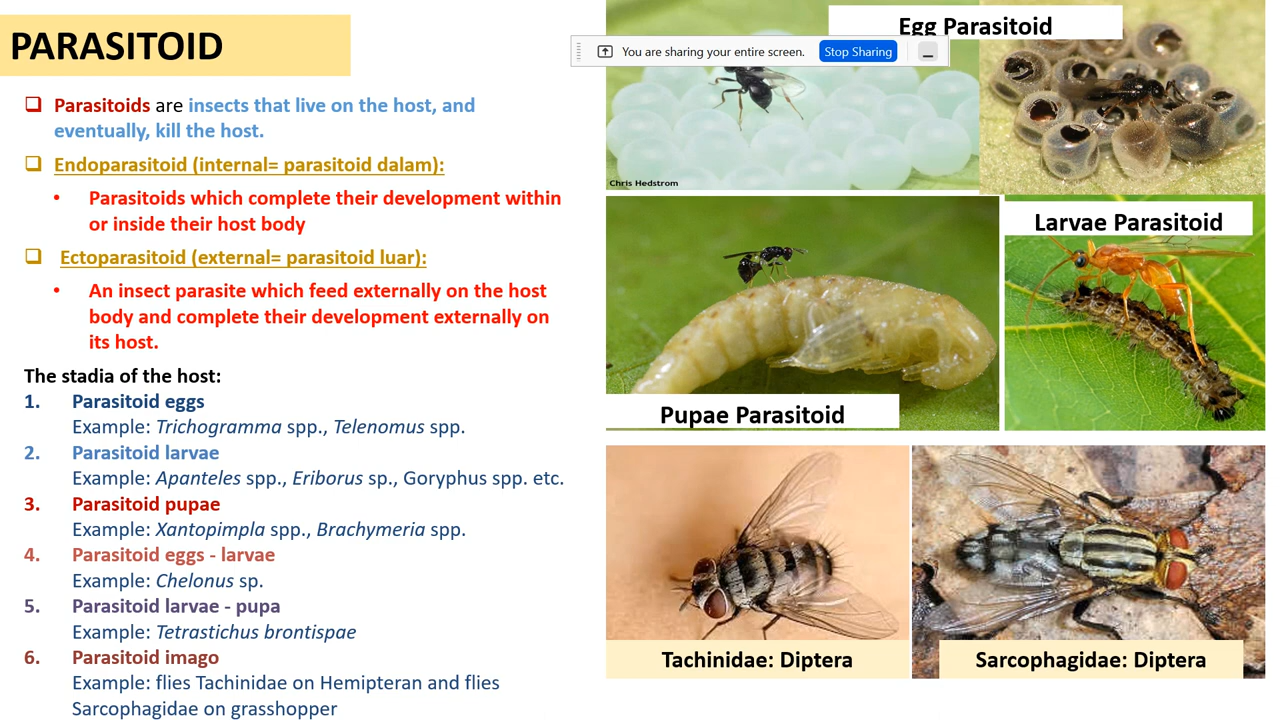 PARASITOID
❑ Parasitoids are insects that live on the host, and
eventually, kill the host.
❑ Endoparasitoid (internal= parasitoid dalam):
• Parasitoids which complete their development within
or inside their host body
❑ Ectoparasitoid (external= parasitoid luar):
• An insect parasite which feed externally on the host
body and complete their development externally on
its host.
The stadia of the host:
1. Parasitoid eggs
Example: Trichogramma spp., Telenomus spp.
2. Parasitoid larvae
Example: Apanteles spp., Eriborus sp., Goryphus spp. etc.
3. Parasitoid pupae
Example: Xantopimpla spp., Brachymeria spp.
4. Parasitoid eggs - larvae
Example: Chelonus sp.
5. Parasitoid larvae - pupa
Example: Tetrastichus brontispae
6. Parasitoid imago
Example: flies Tachinidae on Hemipteran and flies
Sarcophagidae on grasshopper
Egg Parasitoid
You are sharing your entire screen. Stop Sharing
Chris Hedstrom
Larvae Parasitoid
Pupae Parasitoid
Tachinidae: Diptera
Sarcophagidae: Diptera